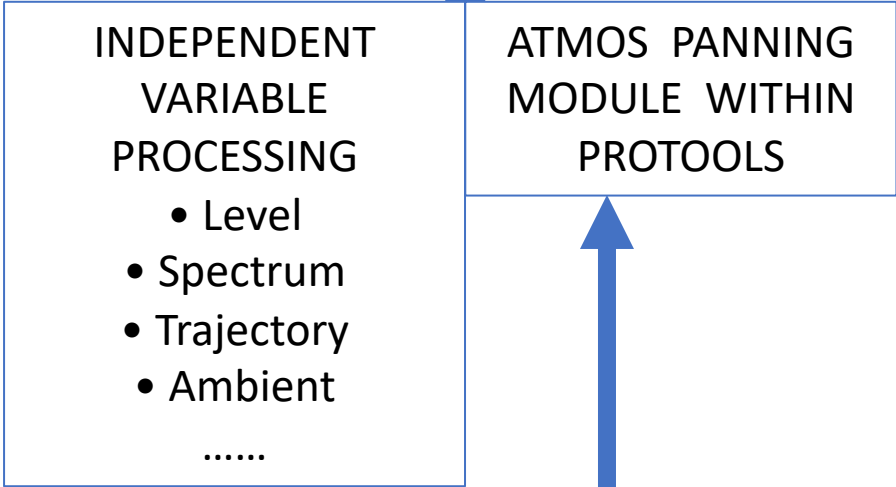 INDEPENDENT
VARIABLE
PROCESSING
• Level
• Spectrum
• Trajectory
• Ambient
......
ATMOS PANNING
MODULE WITHIN
PROTOOLS